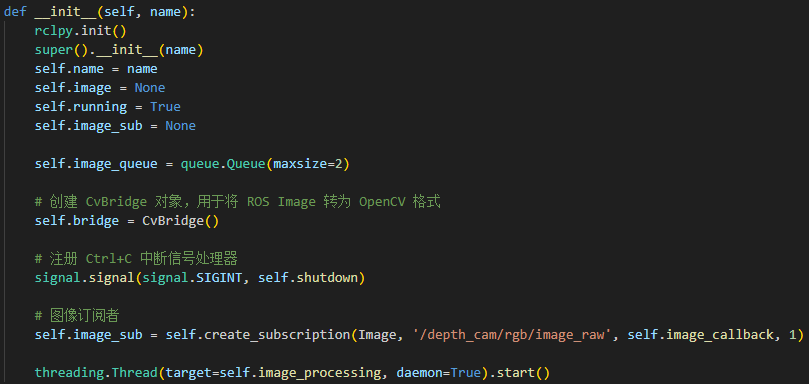 def __init__(self, name):
    rclpy.init()
    super().__init__(name)
    self.name = name
    self.image = None
    self.running = True
    self.image_sub = None

    self.image_queue = queue.Queue(maxsize=2)

    # 创建 CvBridge 对象，用于将 ROS Image 转为 OpenCV 格式
    self.bridge = CvBridge()

    # 注册 Ctrl+C 中断信号处理器
    signal.signal(signal.SIGINT, self.shutdown)

    # 图像订阅者
    self.image_sub = self.create_subscription(Image, '/depth_cam/rgb/image_raw', self.image_callback, 1)

    threading.Thread(target=self.image_processing, daemon=True).start()